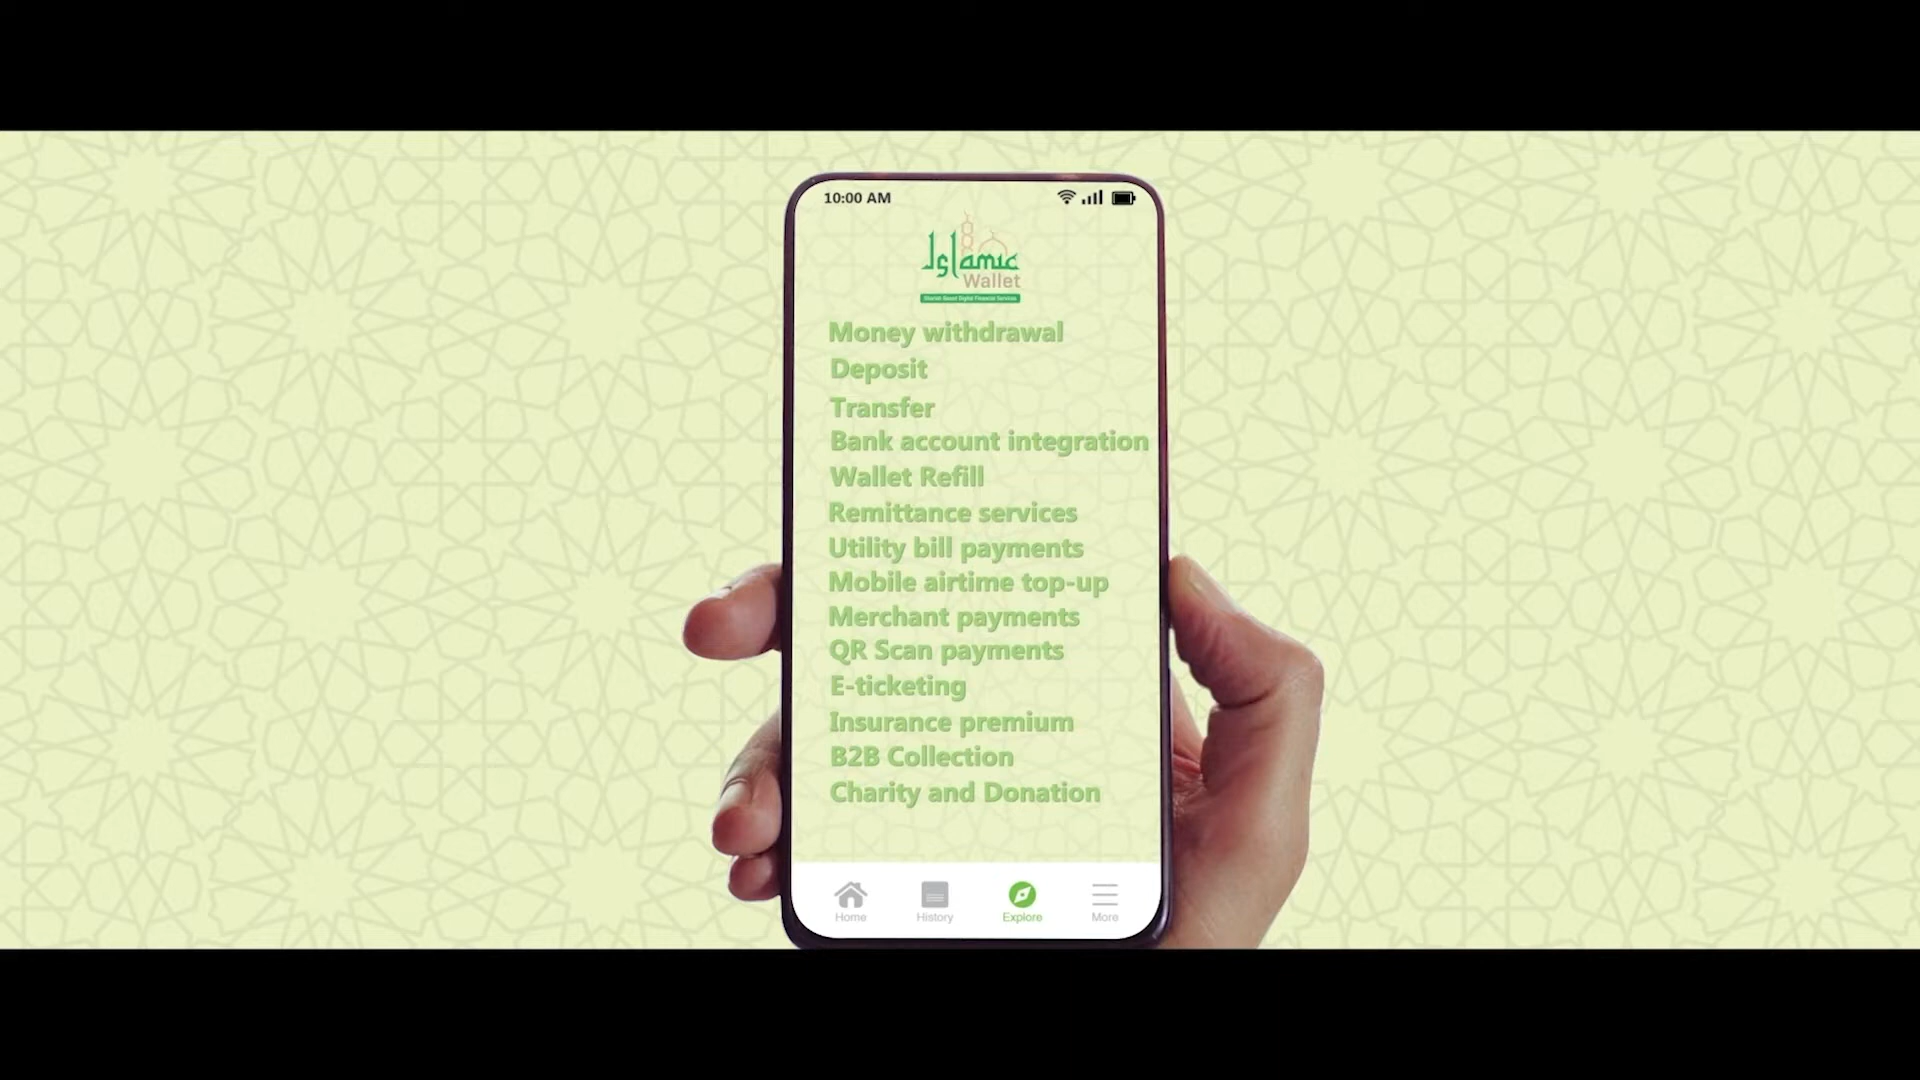 10:00 AM
Islamic
Wallet
Shariah Based Digital Financial Services
Money withdrawal
Deposit
Transfer
Bank account integration
Wallet Refill
Remittance services
Utility bill payments
Mobile airtime top-up
Merchant payments
QR Scan payments
E-ticketing
Insurance premium
B2B Collection
Charity and Donation
Home
History
Explore
More